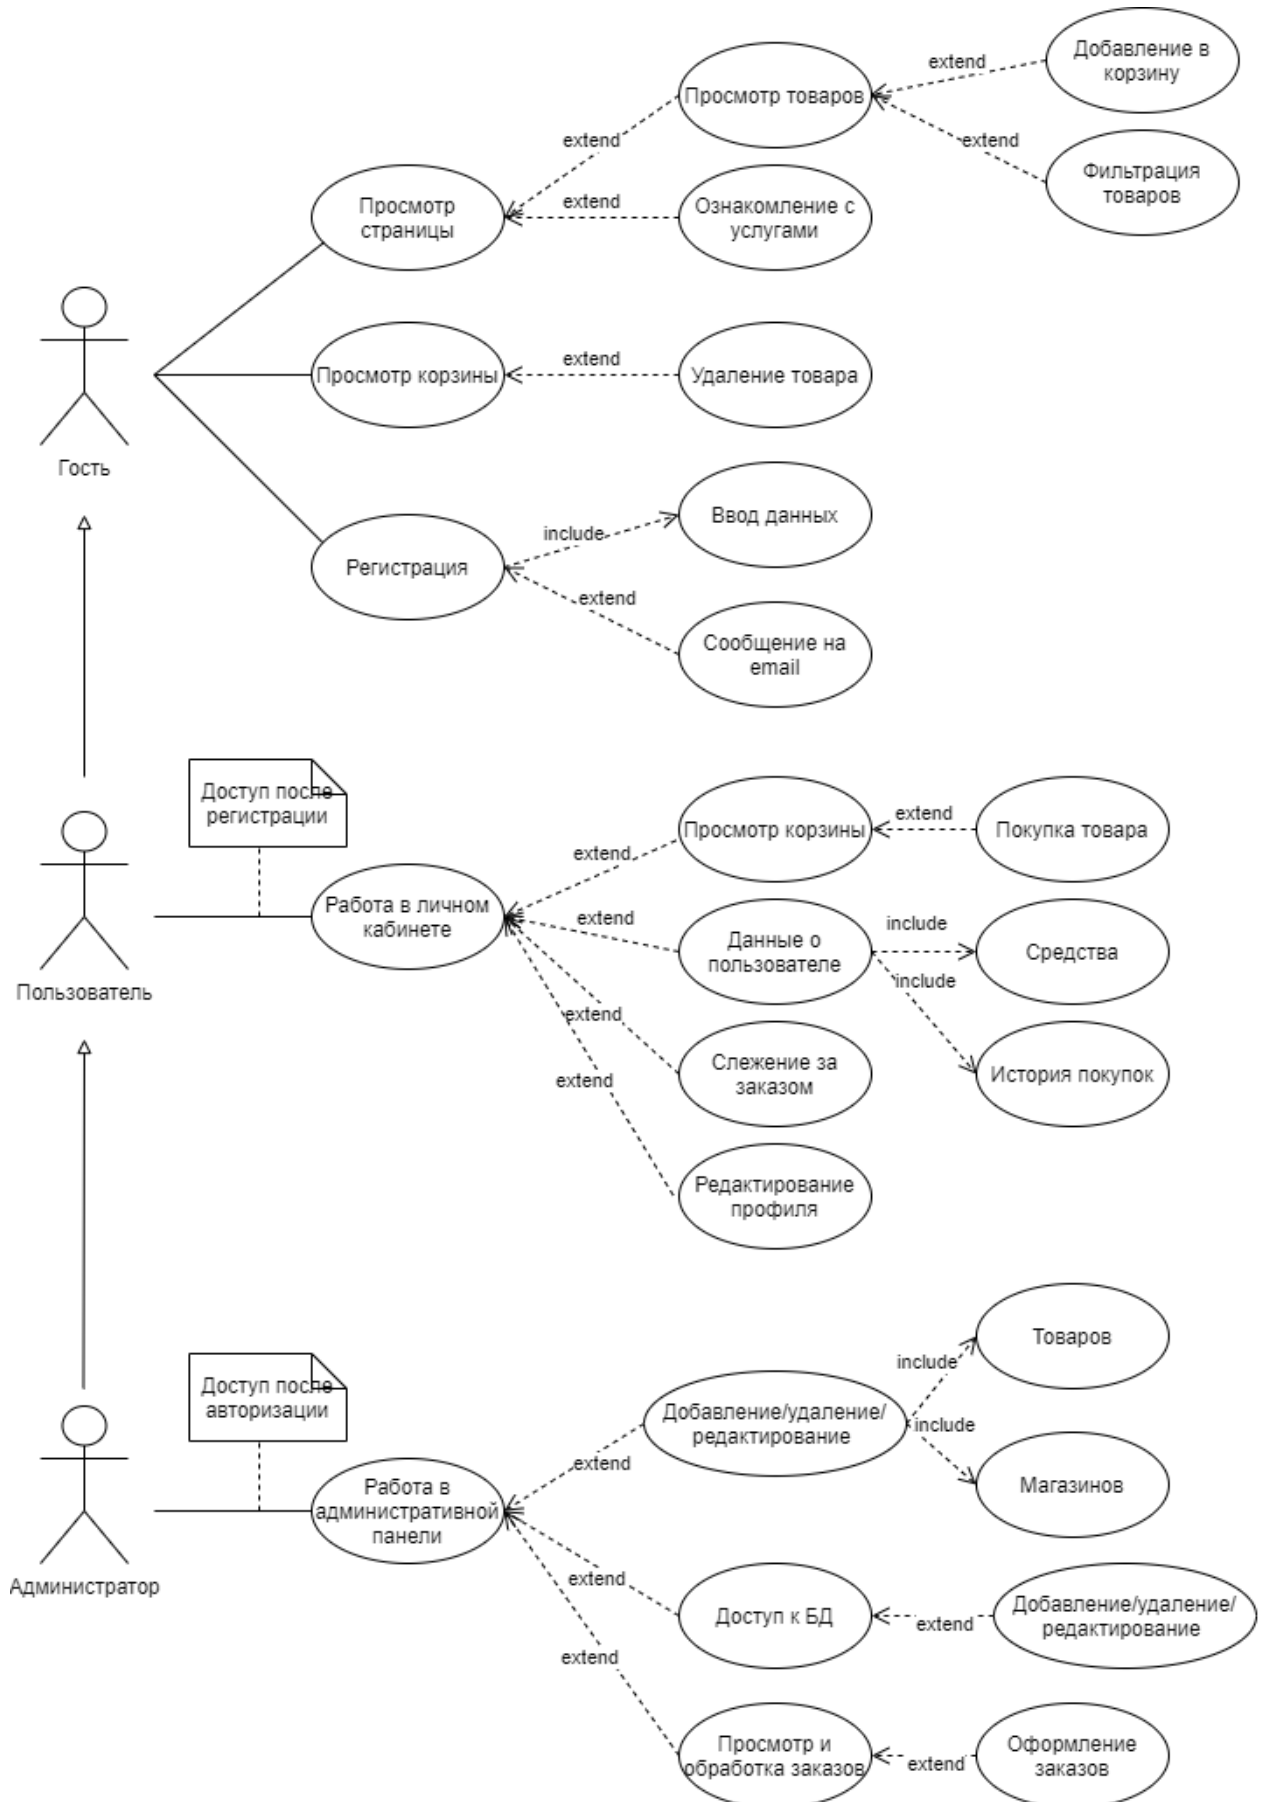 Добавление в
корзину
extend
Просмотр товаров
extend
extend
Фильтрация
товаров
Просмотр
страницы
extend
Ознакомление с
услугами
Просмотр корзины
extend
Удаление товара
Гость
Ввод данных
include
Регистрация
extend
Сообщение на
email
Доступ после
регистрации
Просмотр корзины
extend
Покупка товара
extend
Работа в личном
кабинете
extend
Данные о
пользователе
include
Средства
include
Пользователь
extend
Слежение за
заказом
История покупок
extend
Редактирование
профиля
Товаров
include
Доступ после
авторизации
Добавление/удаление/
редактирование
include
extend
Магазинов
Работа в
административной
панели
Администратор
extend
Доступ к БД
extend
Добавление/удаление/
редактирование
extend
Просмотр и
обработка заказов
extend
Оформление
заказов